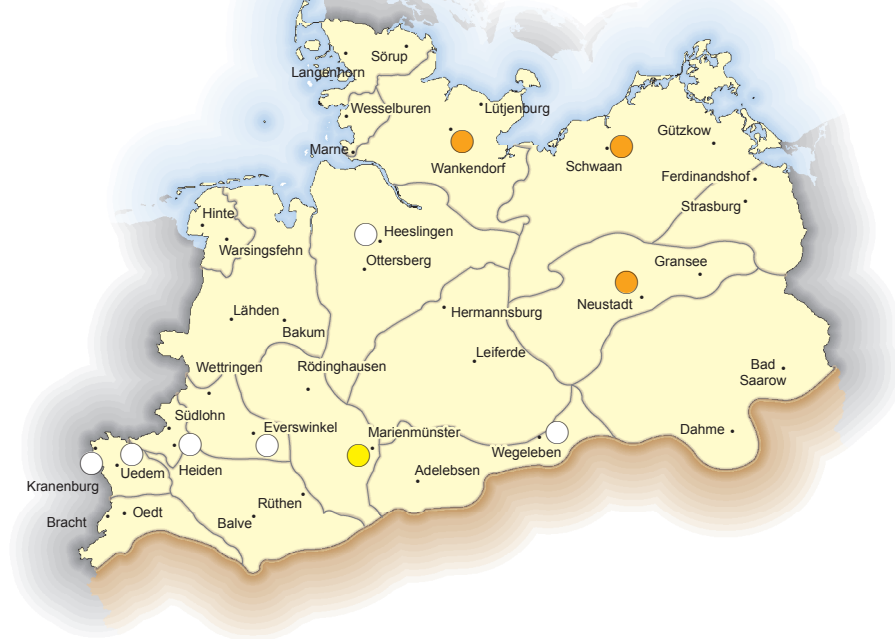 Sörup
Langenhorn
Wesselburen
Lütjenburg
Marne
Gützkow
Wankendorf
Schwaan
Ferdinandshof
Strasburg
Hinte
Warsingsfehn
Heeslingen
Ottersberg
Gransee
Neustadt
Lähden
Hermannsburg
Bakum
Leiferde
Wettringen
Rödinghausen
Bad
Saarow
Südlohn
Everswinkel
Marienmünster
Dahme
Wegeleben
Heiden
Uedem
Adelebsen
Kranenburg
Rüthen
Oedt
Bracht
Balve